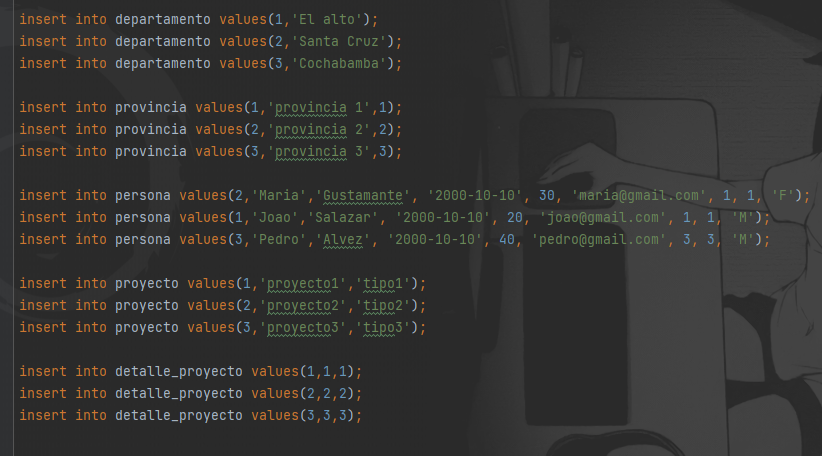 insert into departamento values(1,'El alto');
insert into departamento values(2,'Santa Cruz');
insert into departamento values(3,'Cochabamba');
insert into provincia values(1,'provincia 1',1);
insert into provincia values(2,'provincia 2',2);
insert into provincia values(3,'provincia 3',3);
insert into persona values(2,'Maria','Gustamante', '2000-10-10', 30, 'maria@gmail.com', 1, 1, 'F');
insert into persona values(1,'Joao','Salazar', '2000-10-10', 20, 'joao@gmail.com', 1, 1, 'M');
insert into persona values(3,'Pedro','Alvez', '2000-10-10', 40, 'pedro@gmail.com', 3, 3, 'M');
insert into proyecto values(1,'proyecto1','tipo1');
insert into proyecto values(2,'proyecto2','tipo2');
insert into proyecto values(3,'proyecto3','tipo3');
insert into detalle_proyecto values(1,1,1);
insert into detalle_proyecto values(2,2,2);
insert into detalle_proyecto values(3,3,3);